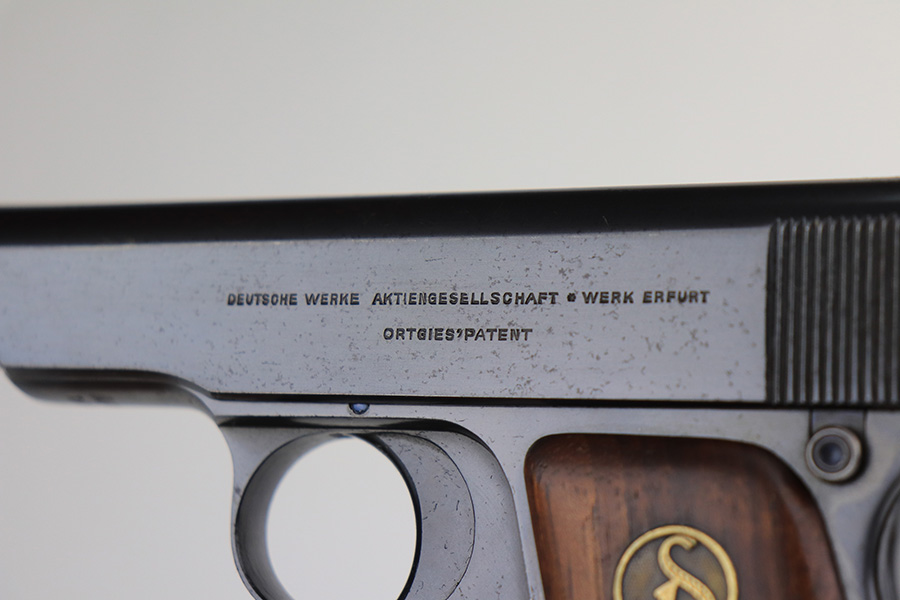 DEUTSCHE WERKE AKTIENGESELLSCHAFT • WERK ERFURT
ORTGIES' PATENT